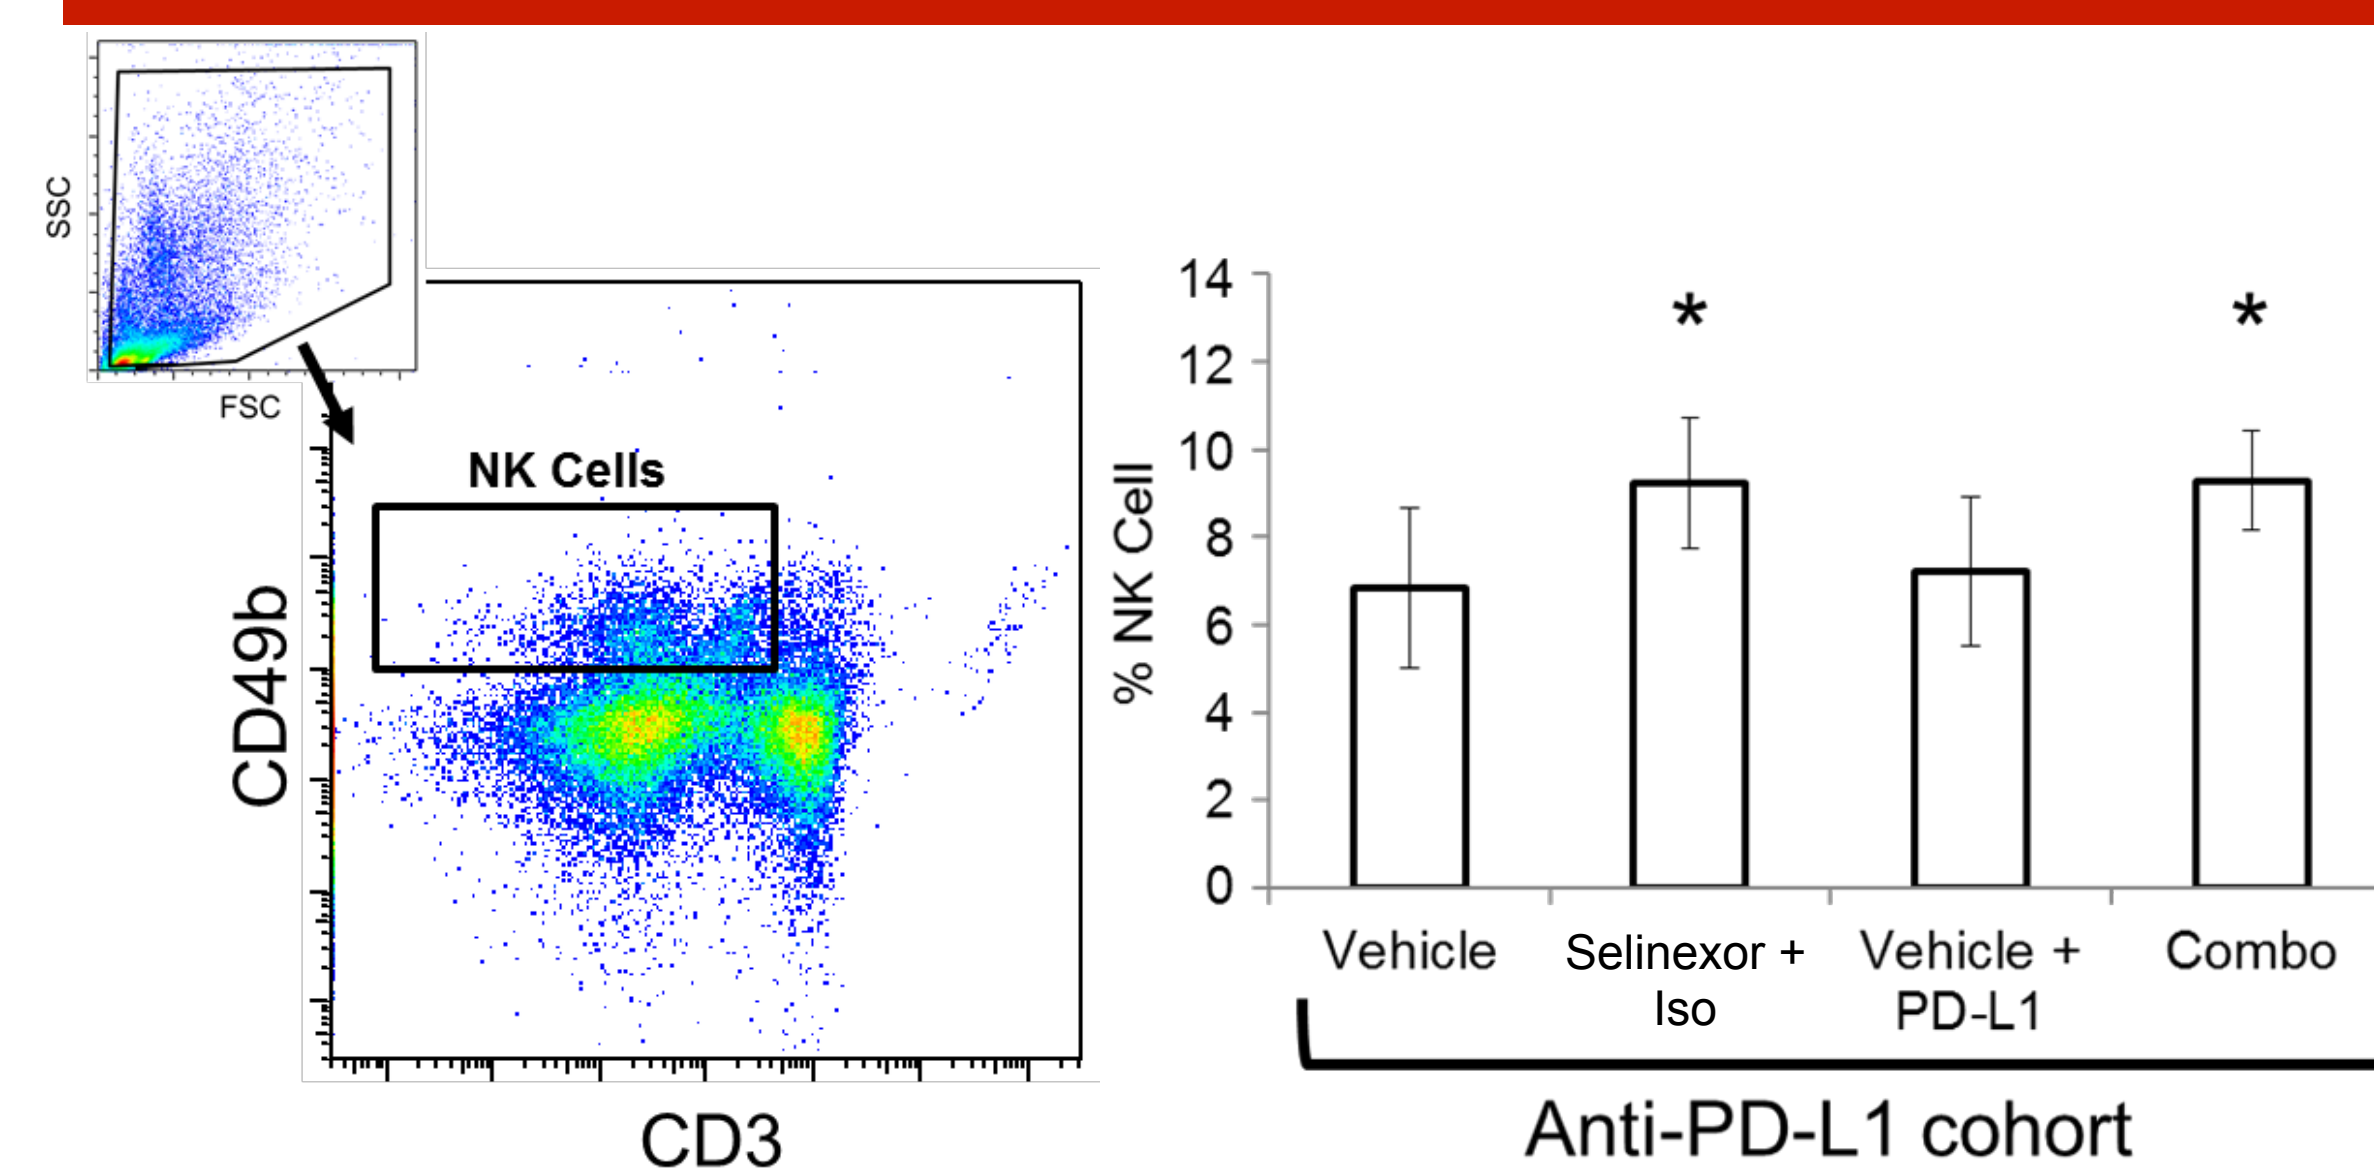 SSC
FSC
NK Cells
CD49b
CD3
% NK Cell
14
12
10
8
6
4
2
0
*
*
Vehicle
Selinexor +
Iso
Vehicle +
PD-L1
Combo
Anti-PD-L1 cohort